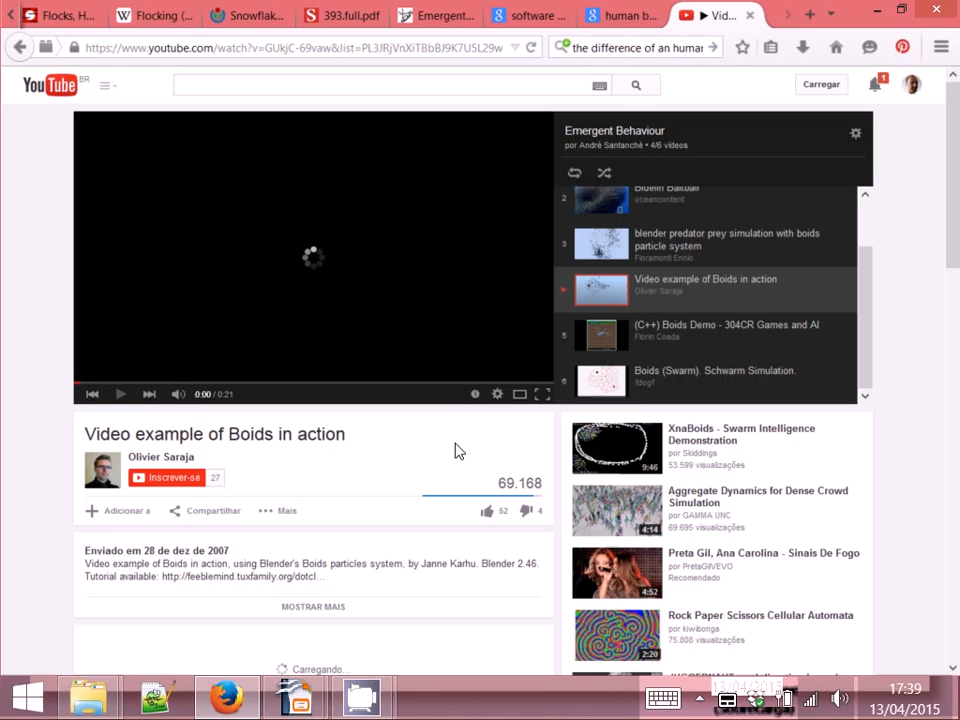 Flocks, H...
Flocking (...
Snowflak...
393.full.pdf
Emergent...
software ...
human b...
▶ Vid...
https://www.youtube.com/watch?v=GUkjC-69vaw&list=PL3JRjVnXiTBbBJ9K7U5L29w
the difference of an human
YouTube BR
Carregar
1
Emergent Behaviour
por André Santanchè • 4/6 vídeos
2
Bluefin Baitball
oceancontent
3
blender predator prey simulation with boids
particle system
Fioramonti Ennio
Video example of Boids in action
Olivier Saraja
5
(C++) Boids Demo - 304CR Games and AI
Florin Coada
6
Boids (Swarm). Schwarm Simulation.
fdogf
0:00 / 0:21
Video example of Boids in action
Olivier Saraja
Inscrever-se 27
69.168
Adicionar a
Compartilhar
Mais
52
4
Enviado em 28 de dez de 2007
Video example of Boids in action, using Blender's Boids particles system, by Janne Karhu. Blender 2.46.
Tutorial available: http://feeblemind.tuxfamily.org/dotcl...
MOSTRAR MAIS
Carregando...
XnaBoids - Swarm Intelligence
Demonstration
por Skiddings
53.599 visualizações
9:46
Aggregate Dynamics for Dense Crowd
Simulation
por GAMMA UNC
69.695 visualizações
4:14
Preta Gil, Ana Carolina - Sinais De Fogo
por PretaGilVEVO
Recomendado
4:52
Rock Paper Scissors Cellular Automata
por kiwibonga
75.808 visualizações
2:20
17:39
13/04/2015